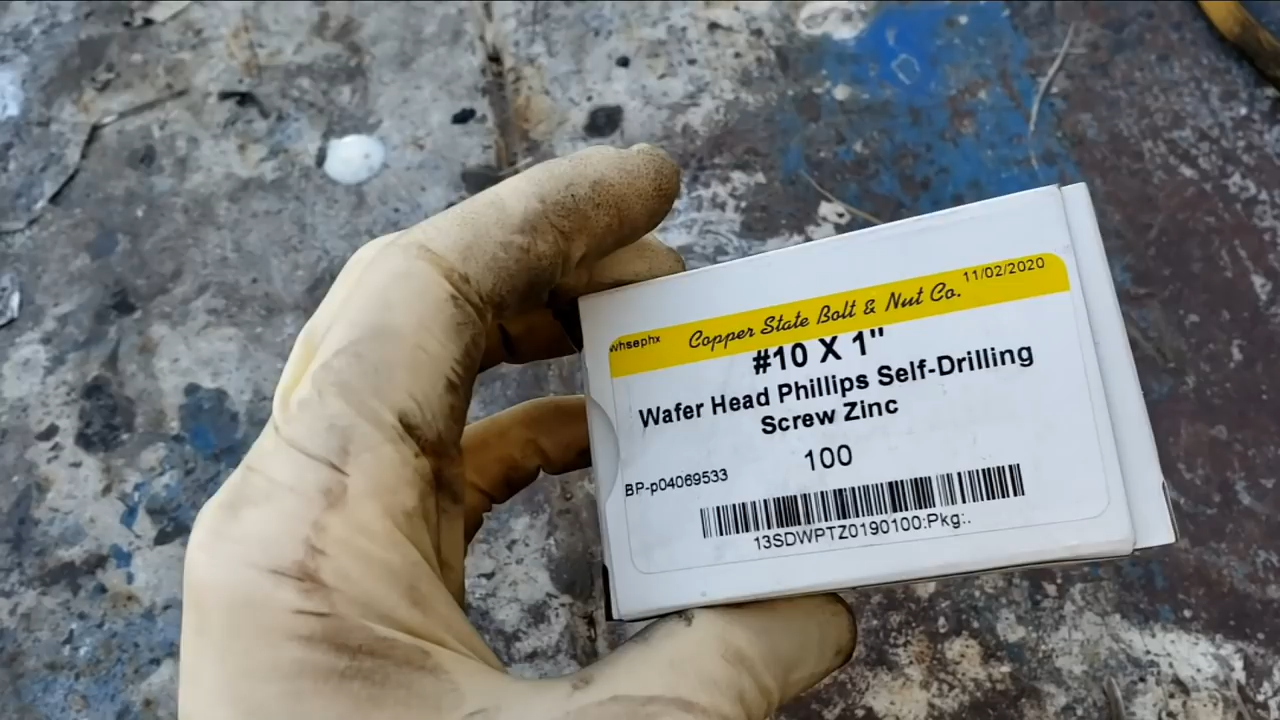 11/02/2020
whsephx Copper State Bolt & Nut Co.
#10 X 1"
Wafer Head Phillips Self-Drilling
Screw Zinc
100
BP-p04069533
13SDWPTZ0190100:Pkg:.